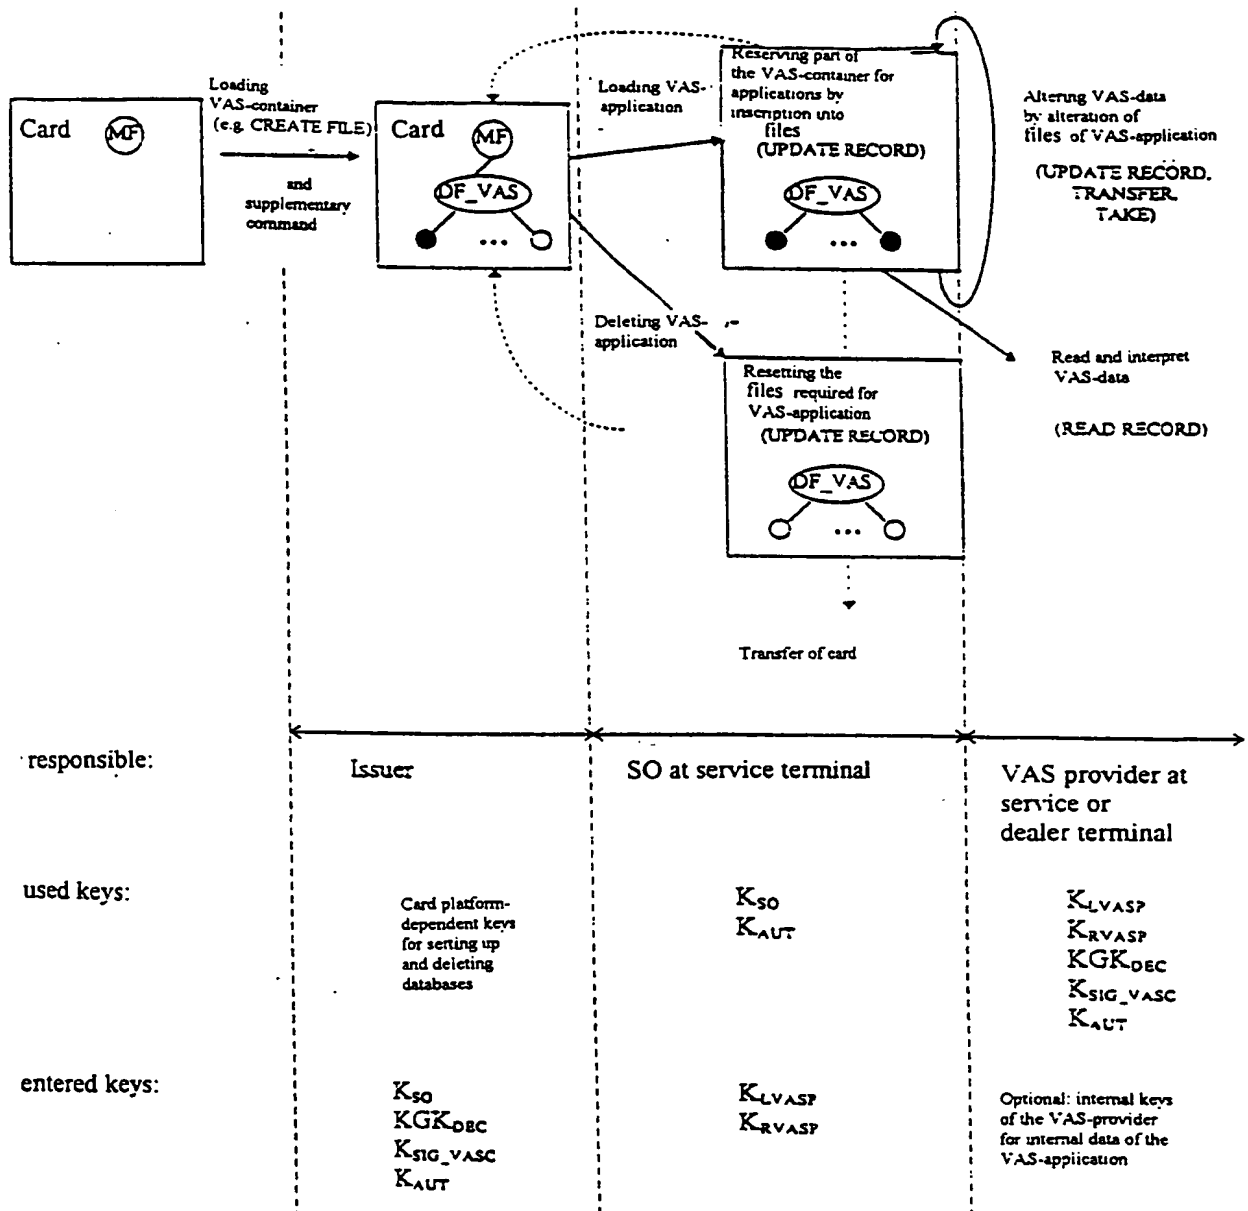 Card
MF
Loading
VAS-container
(e.g. CREATE FILE)
and
supplementary
command
Card
MF
DF_VAS
...
Loading VAS-
application
Reserving part of
the VAS-container for
applications by
inscription into
files
(UPDATE RECORD)
DF_VAS
...
Altering VAS-data
by alteration of
files of VAS-application
(UPDATE RECORD,
TRANSFER,
TAKE)
Deleting VAS-
application
Resetting the
files required for
VAS-application
(UPDATE RECORD)
DF_VAS
...
Read and interpret
VAS-data
(READ RECORD)
Transfer of card
responsible:
Issuer
SO at service terminal
VAS provider at
service or
dealer terminal
used keys:
Card platform-
dependent keys
for setting up
and deleting
databases
KSO
KAUT
KLVASP
KRVASP
KGKDEC
KSIG_VASC
KAUT
entered keys:
KSO
KGKDEC
KSIG_VASC
KAUT
KLVASP
KRVASP
Optional: internal keys
of the VAS-provider
for internal data of the
VAS-application